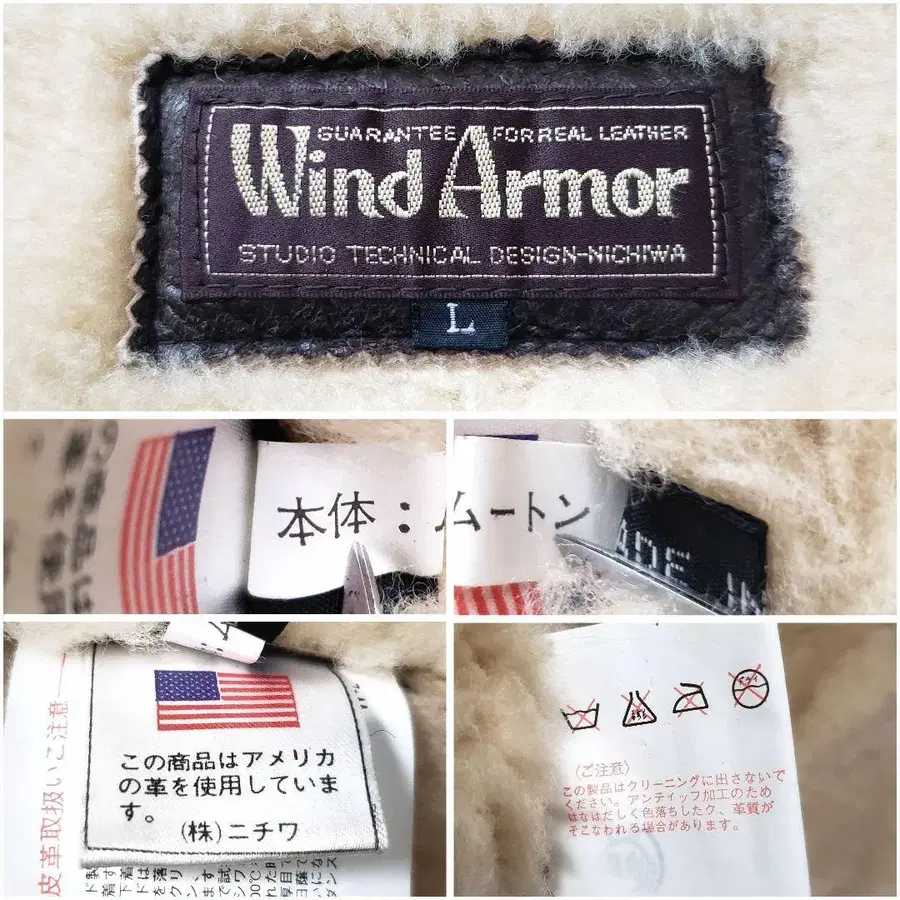 GUARANTEE FOR REAL LEATHER
Wind Armor
STUDIO TECHNICAL DESIGN-NICHIWA
L
本体：ムートン
ADE
皮革取扱いご注意
この商品はアメリカ
の革を使用していま
す。
(株)ニチワ
〈ご注意〉
この製品はクリーニングに出さないで
ください。アンティッフ加工のため
はなはだしく色落ちしたク、革質が
そこなわれる場合があります。